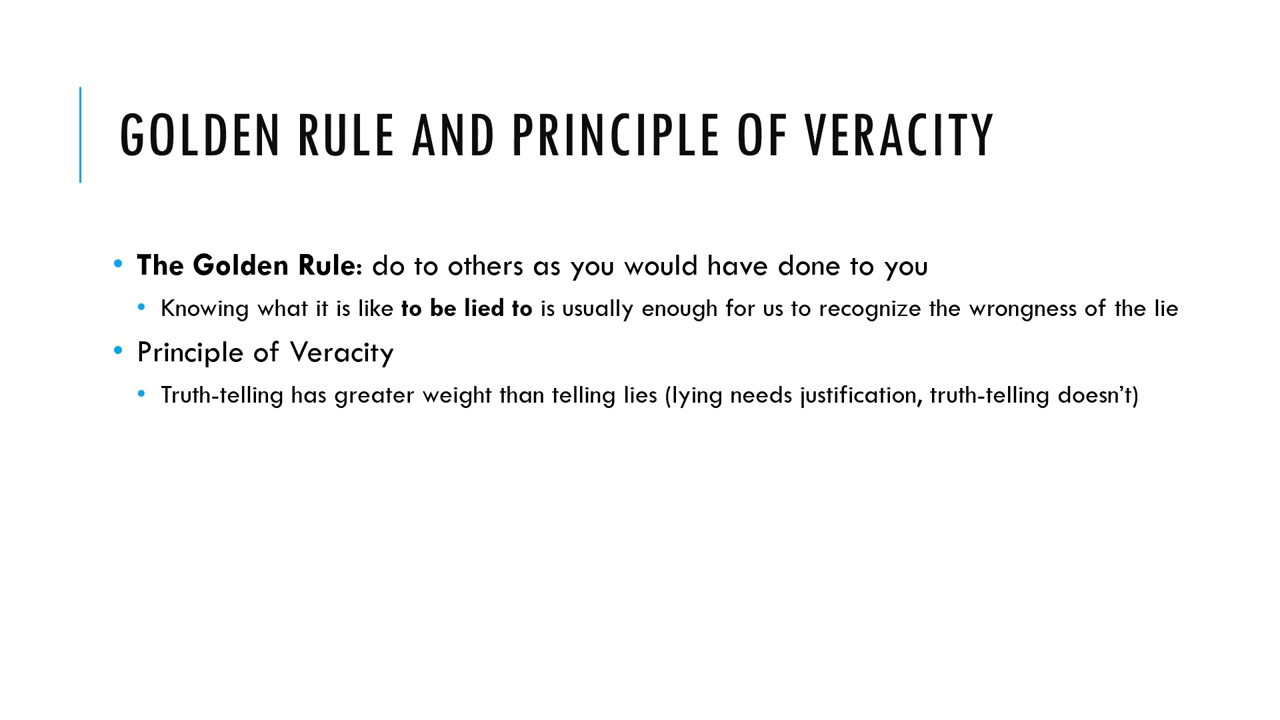 GOLDEN RULE AND PRINCIPLE OF VERACITY
• The Golden Rule: do to others as you would have done to you
• Knowing what it is like to be lied to is usually enough for us to recognize the wrongness of the lie
• Principle of Veracity
• Truth-telling has greater weight than telling lies (lying needs justification, truth-telling doesn’t)